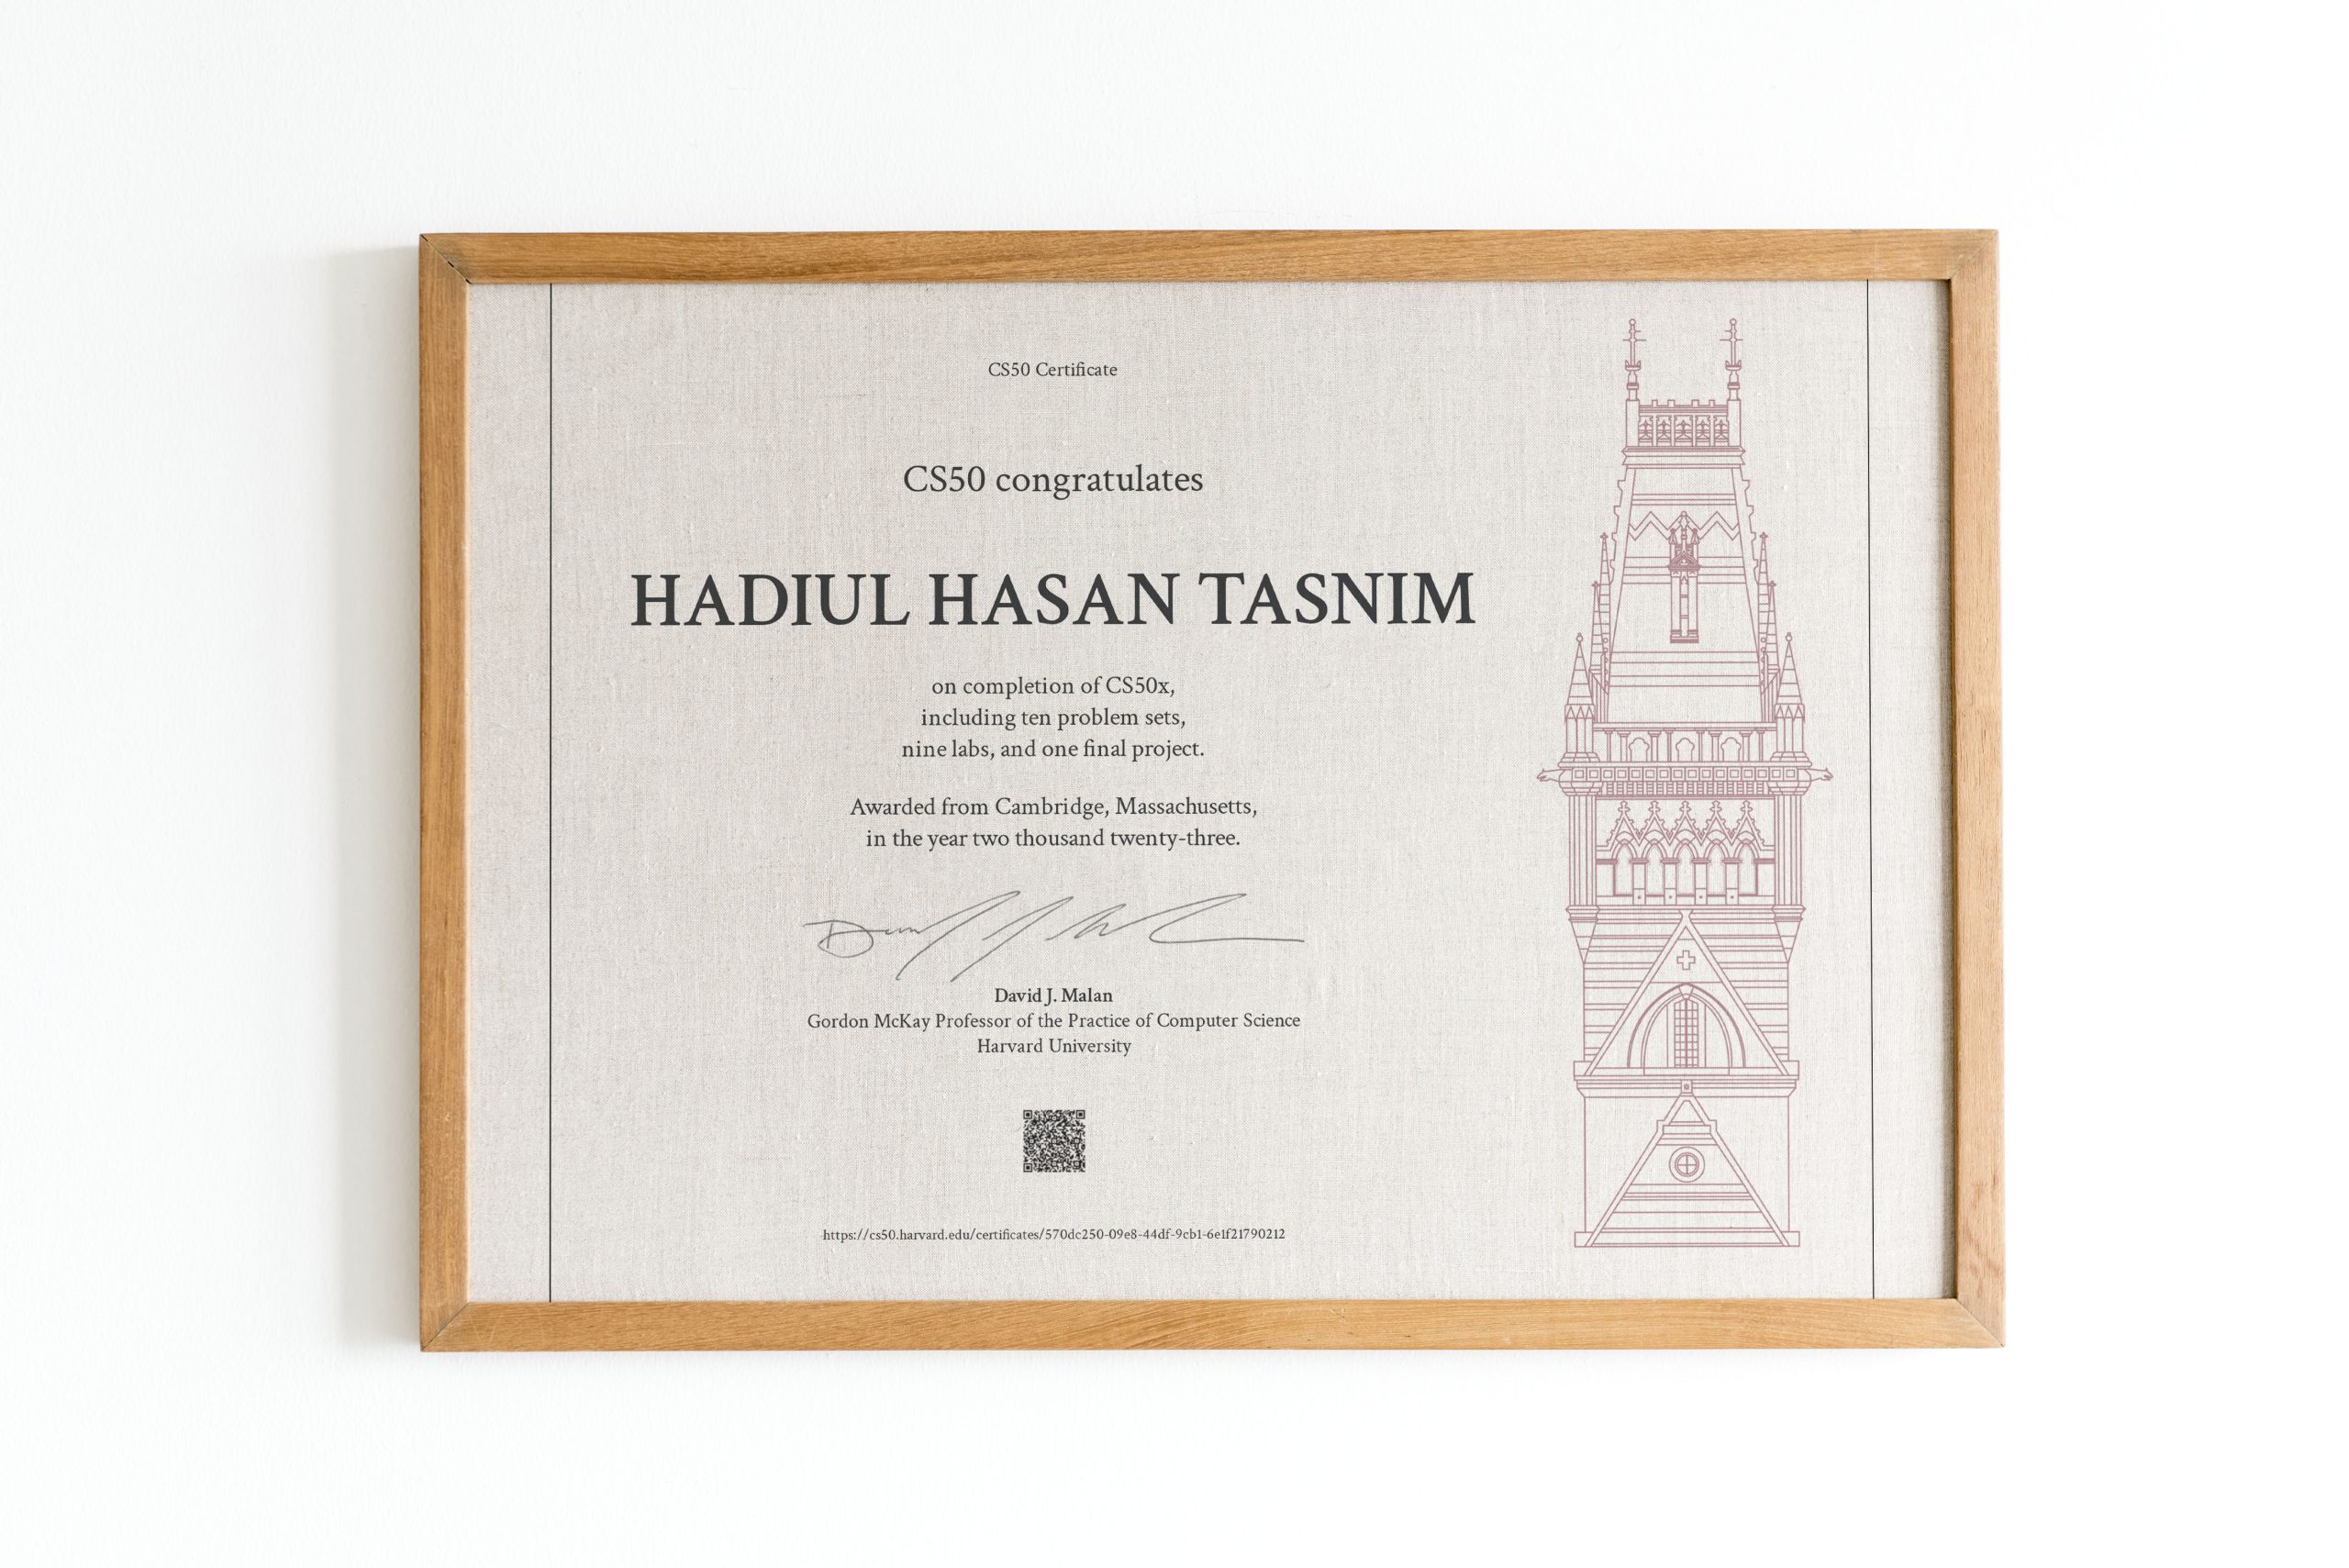 CS50 Certificate
CS50 congratulates
HADIUL HASAN TASNIM
on completion of CS50x,
including ten problem sets,
nine labs, and one final project.
Awarded from Cambridge, Massachusetts,
in the year two thousand twenty-three.
David J. Malan
Gordon McKay Professor of the Practice of Computer Science
Harvard University
https://cs50.harvard.edu/certificates/570dc250-09e8-44df-9cb1-6e1f21790212